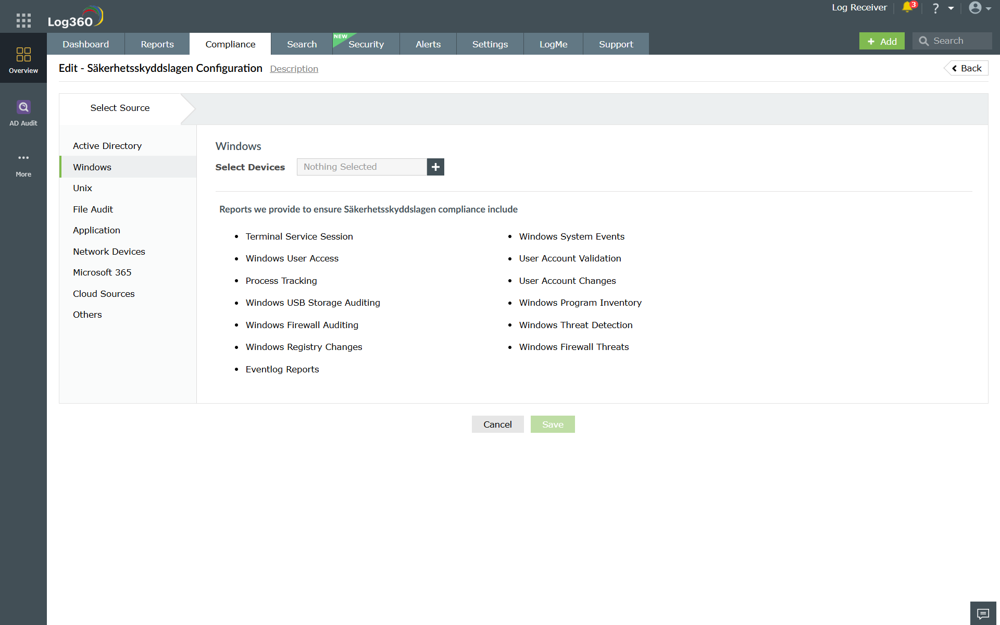 Log Receiver
3
?
Log360
Dashboard
Reports
Compliance
Search
NEW
Security
Alerts
Settings
LogMe
Support
+ Add
Search
Overview
AD Audit
More
Edit - Säkerhetsskyddslagen Configuration Description
Back
Select Source
Active Directory
Windows
Unix
File Audit
Application
Network Devices
Microsoft 365
Cloud Sources
Others
Windows
Select Devices Nothing Selected
Reports we provide to ensure Säkerhetsskyddslagen compliance include
Terminal Service Session
Windows System Events
Windows User Access
User Account Validation
Process Tracking
User Account Changes
Windows USB Storage Auditing
Windows Program Inventory
Windows Firewall Auditing
Windows Threat Detection
Windows Registry Changes
Windows Firewall Threats
Eventlog Reports
Cancel
Save